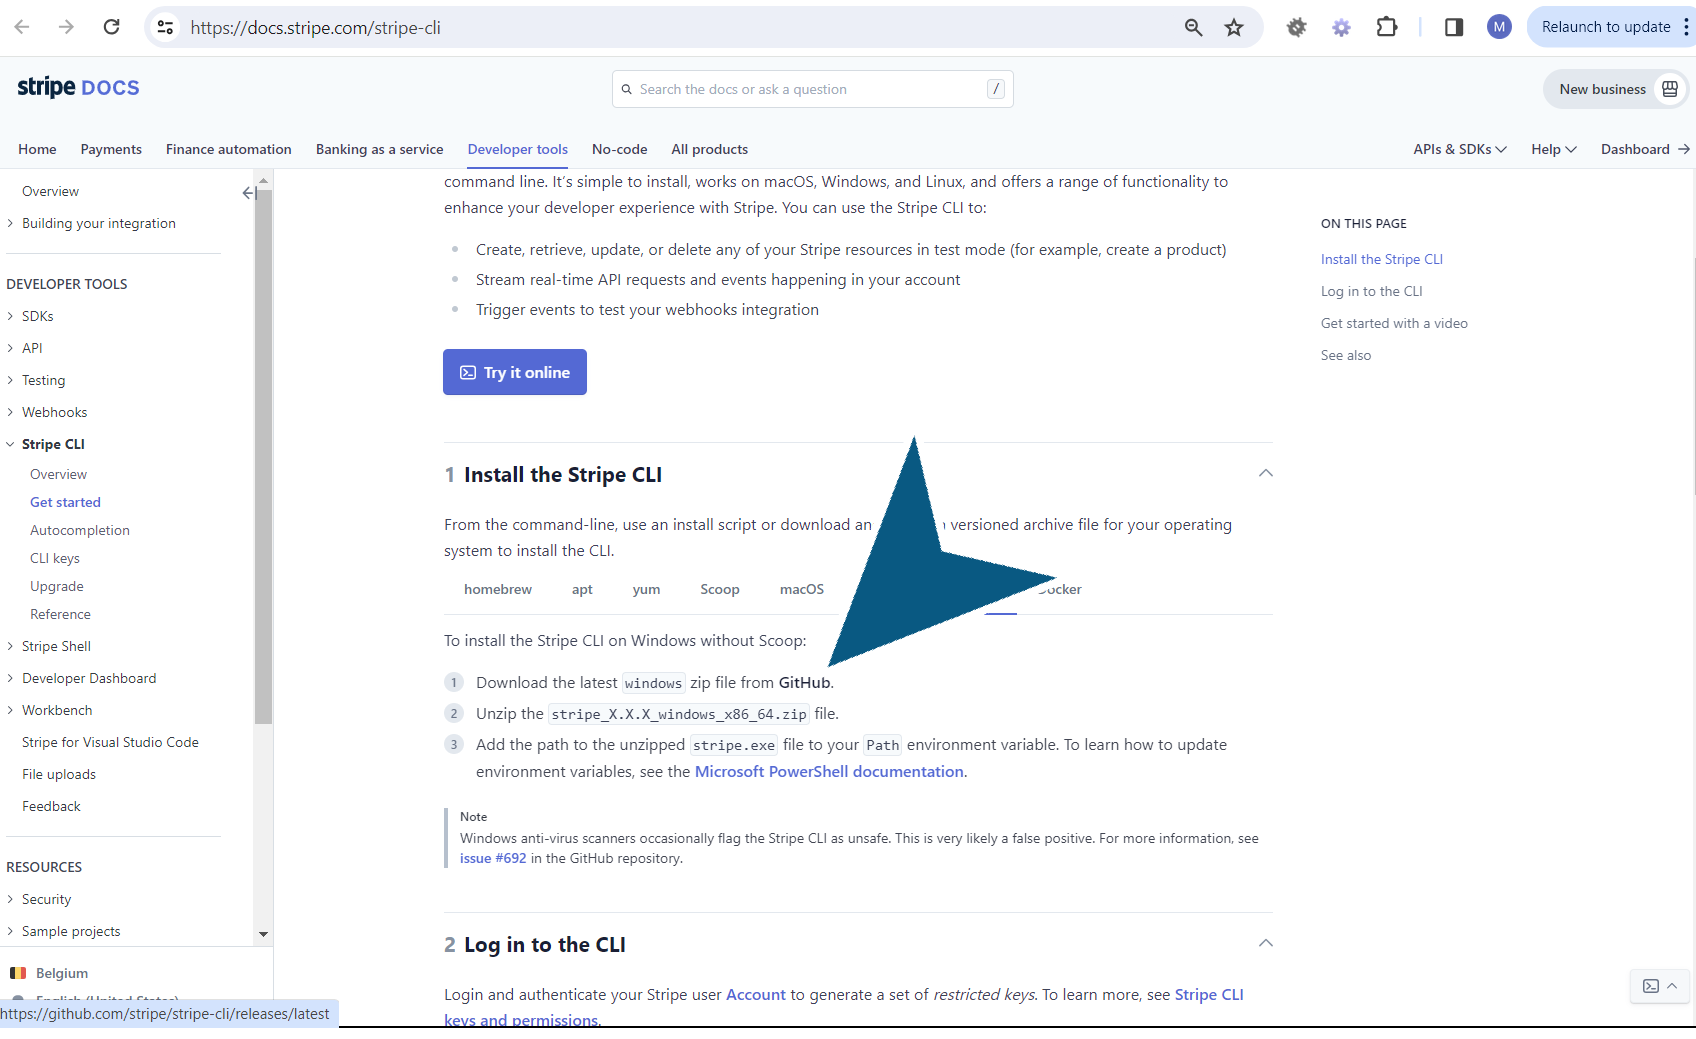 https://docs.stripe.com/stripe-cli
M
Relaunch to update
stripe DOCS
Search the docs or ask a question
/
New business
Home
Payments
Finance automation
Banking as a service
Developer tools
No-code
All products
APIs & SDKs
Help
Dashboard
Overview
Building your integration
DEVELOPER TOOLS
SDKs
API
Testing
Webhooks
Stripe CLI
Overview
Get started
Autocompletion
CLI keys
Upgrade
Reference
Stripe Shell
Developer Dashboard
Workbench
Stripe for Visual Studio Code
File uploads
Feedback
RESOURCES
Security
Sample projects
Belgium
English (United States)
https://github.com/stripe/stripe-cli/releases/latest
command line. It’s simple to install, works on macOS, Windows, and Linux, and offers a range of functionality to
enhance your developer experience with Stripe. You can use the Stripe CLI to:
Create, retrieve, update, or delete any of your Stripe resources in test mode (for example, create a product)
Stream real-time API requests and events happening in your account
Trigger events to test your webhooks integration
Try it online
1 Install the Stripe CLI
From the command-line, use an install script or download an versioned archive file for your operating
system to install the CLI.
homebrew
apt
yum
Scoop
macOS
Docker
To install the Stripe CLI on Windows without Scoop:
1 Download the latest windows zip file from GitHub.
2 Unzip the stripe_X.X.X_windows_x86_64.zip file.
3 Add the path to the unzipped stripe.exe file to your Path environment variable. To learn how to update
environment variables, see the Microsoft PowerShell documentation.
Note
Windows anti-virus scanners occasionally flag the Stripe CLI as unsafe. This is very likely a false positive. For more information, see
issue #692 in the GitHub repository.
2 Log in to the CLI
Login and authenticate your Stripe user Account to generate a set of restricted keys. To learn more, see Stripe CLI
keys and permissions.
ON THIS PAGE
Install the Stripe CLI
Log in to the CLI
Get started with a video
See also